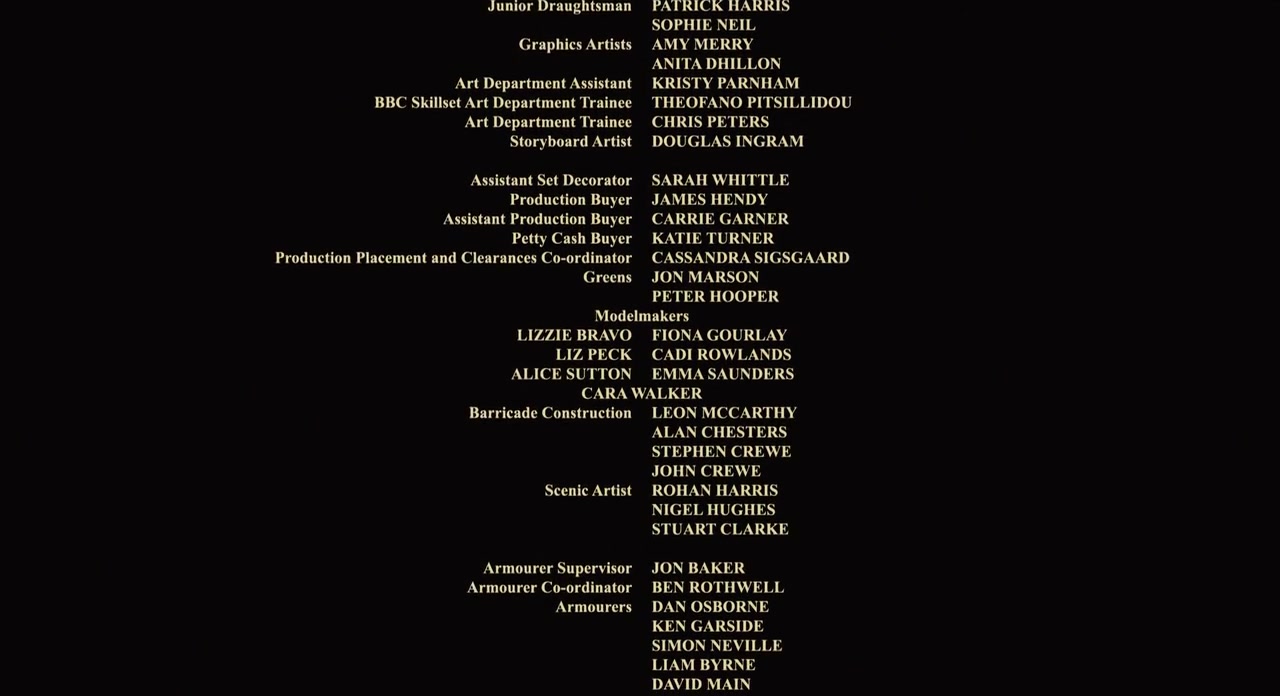 Junior Draughtsman PATRICK HARRIS
SOPHIE NEIL
Graphics Artists AMY MERRY
ANITA DHILLON
Art Department Assistant KRISTY PARNHAM
BBC Skillset Art Department Trainee THEOFANO PITSILLIDOU
Art Department Trainee CHRIS PETERS
Storyboard Artist DOUGLAS INGRAM
Assistant Set Decorator SARAH WHITTLE
Production Buyer JAMES HENDY
Assistant Production Buyer CARRIE GARNER
Petty Cash Buyer KATIE TURNER
Production Placement and Clearances Co-ordinator CASSANDRA SIGSGAARD
Greens JON MARSON
PETER HOOPER
Modelmakers
LIZZIE BRAVO FIONA GOURLAY
LIZ PECK CADI ROWLANDS
ALICE SUTTON EMMA SAUNDERS
CARA WALKER
Barricade Construction LEON MCCARTHY
ALAN CHESTERS
STEPHEN CREWE
JOHN CREWE
Scenic Artist ROHAN HARRIS
NIGEL HUGHES
STUART CLARKE
Armourer Supervisor JON BAKER
Armourer Co-ordinator BEN ROTHWELL
Armourers DAN OSBORNE
KEN GARSIDE
SIMON NEVILLE
LIAM BYRNE
DAVID MAIN